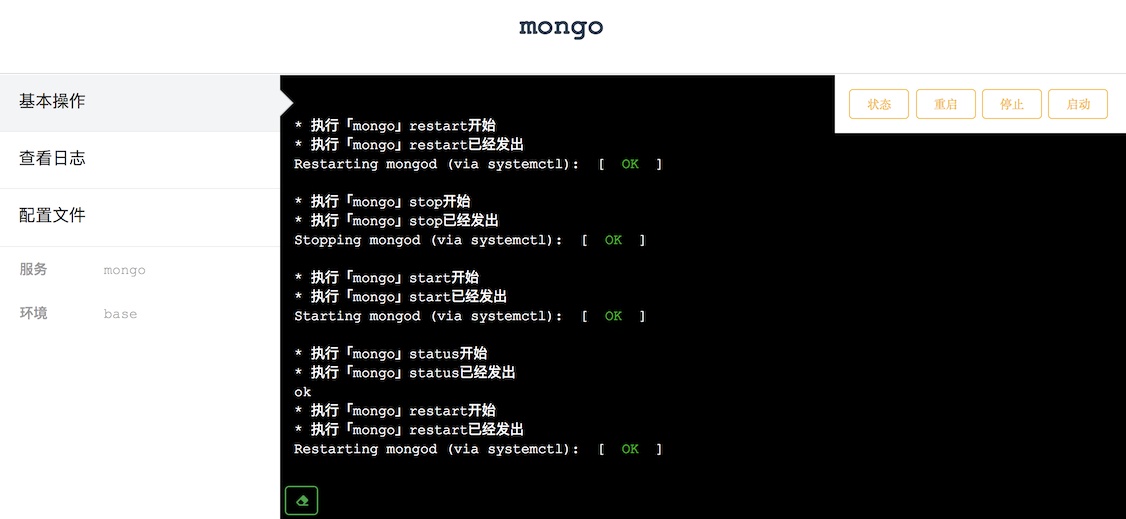 mongo
基本操作
查看日志
配置文件
服务 mongo
环境 base
状态 重启 停止 启动
* 执行「mongo」restart开始
* 执行「mongo」restart已经发出
Restarting mongod (via systemctl):  [  OK  ]
* 执行「mongo」stop开始
* 执行「mongo」stop已经发出
Stopping mongod (via systemctl):  [  OK  ]
* 执行「mongo」start开始
* 执行「mongo」start已经发出
Starting mongod (via systemctl):  [  OK  ]
* 执行「mongo」status开始
* 执行「mongo」status已经发出
ok
* 执行「mongo」restart开始
* 执行「mongo」restart已经发出
Restarting mongod (via systemctl):  [  OK  ]